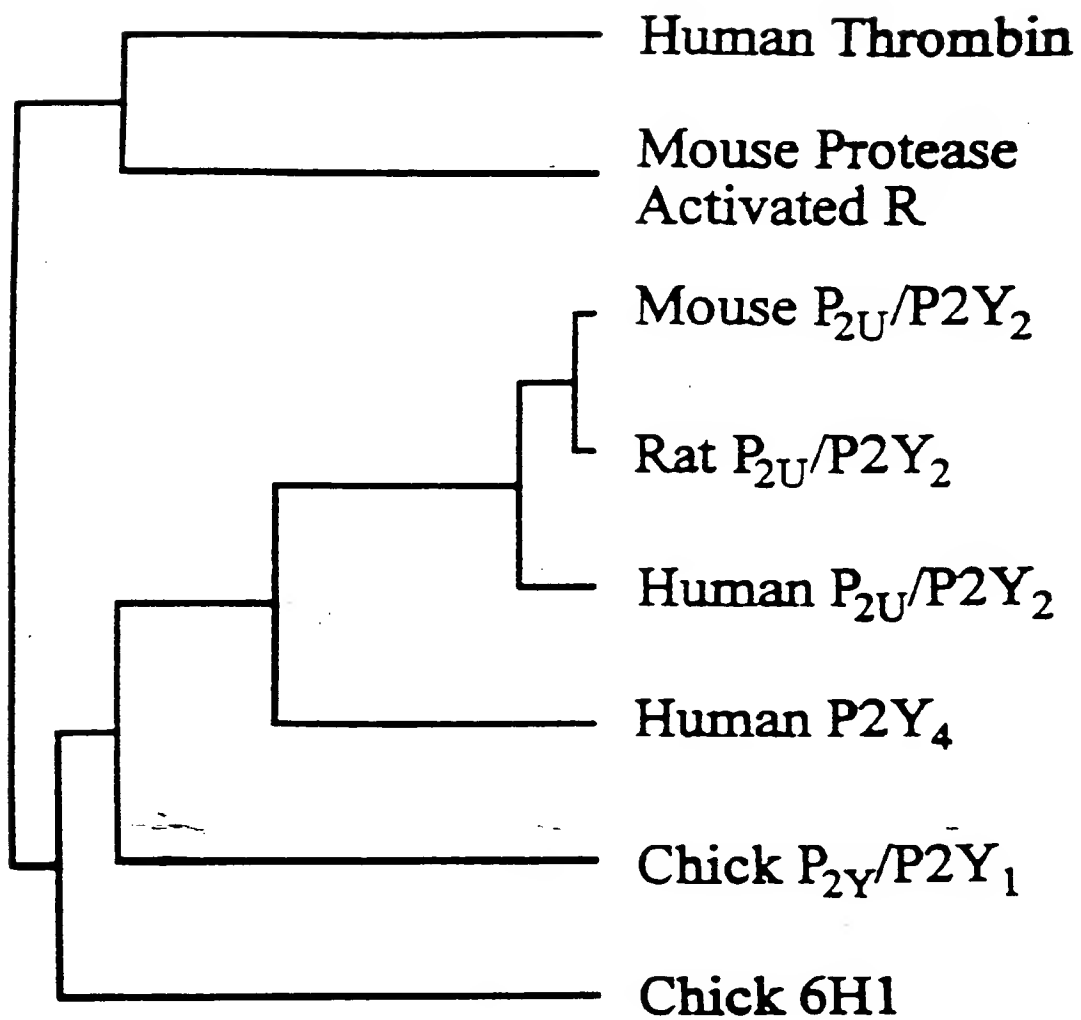 Human Thrombin
Mouse Protease
Activated R
Mouse P₂U/P2Y₂
Rat P₂U/P2Y₂
Human P₂U/P2Y₂
Human P2Y₄
Chick P₂Y/P2Y₁
Chick 6H1